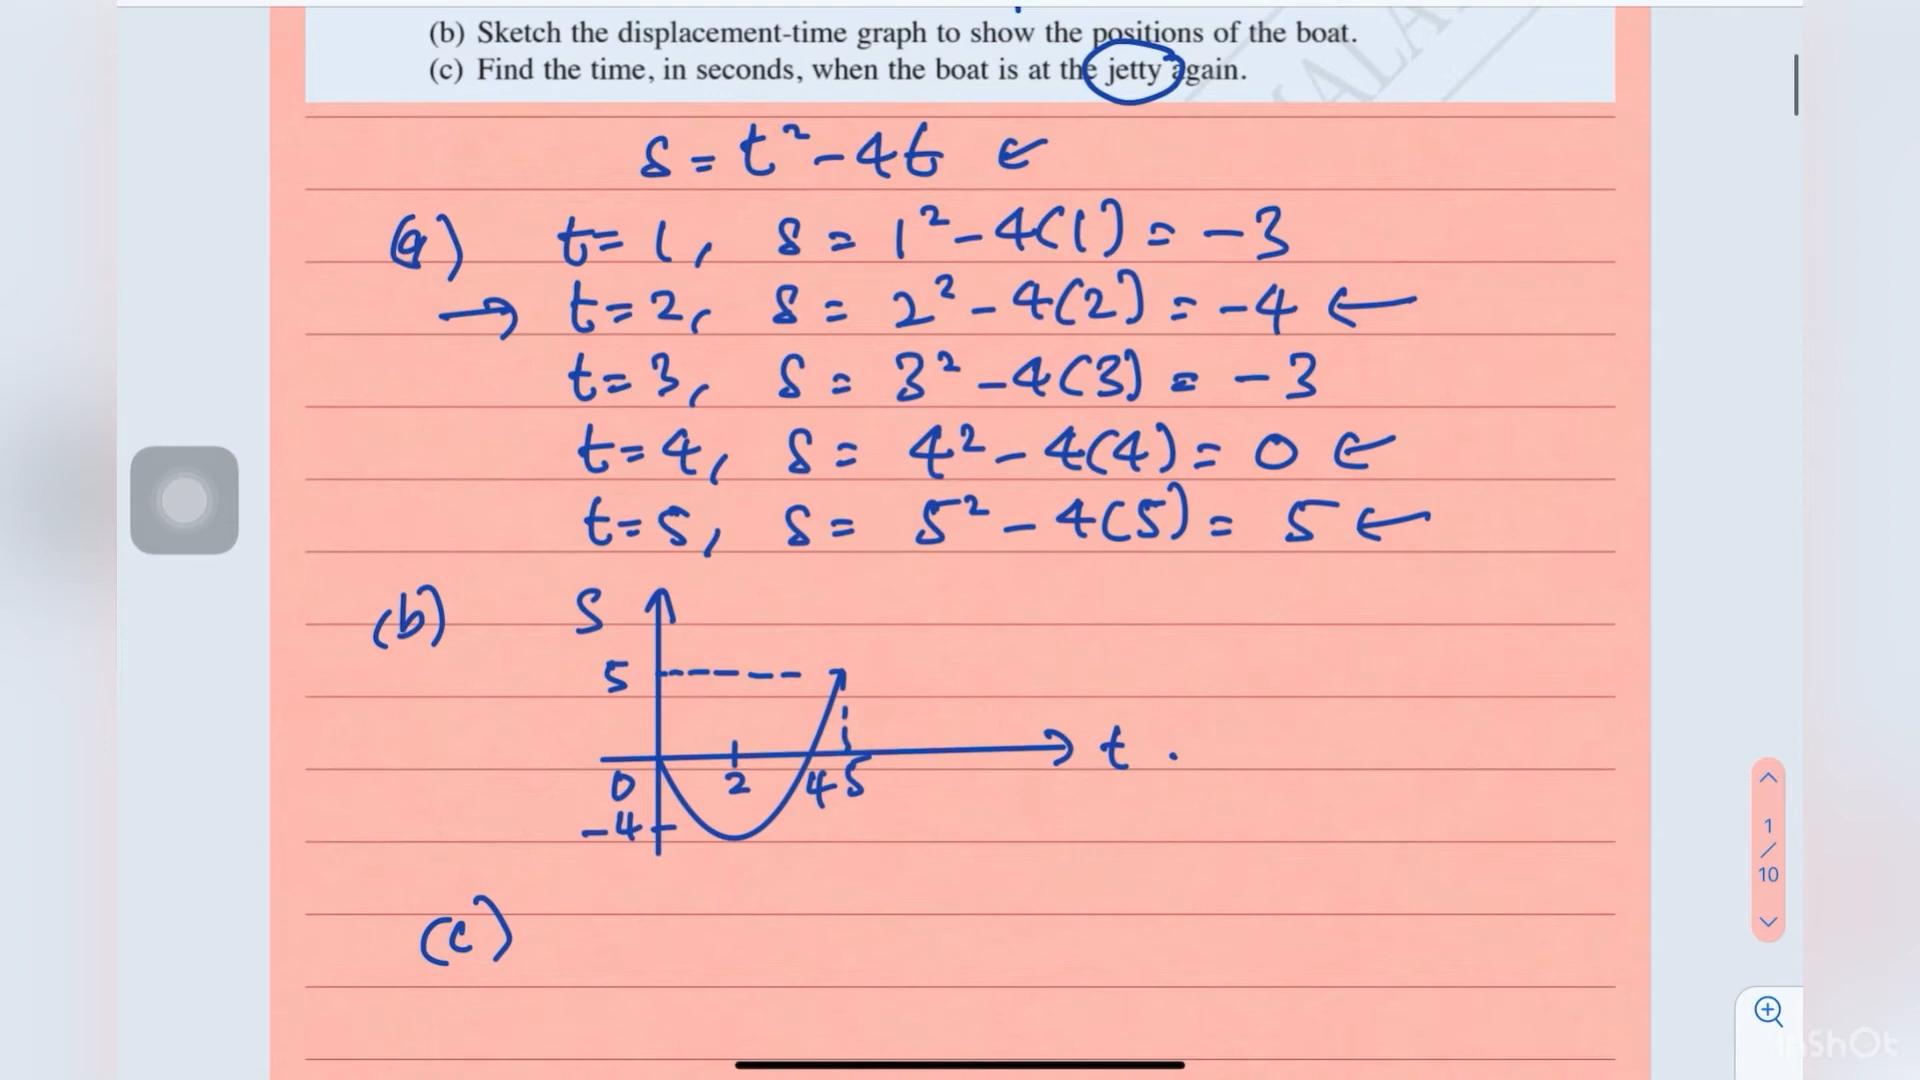 (b) Sketch the displacement-time graph to show the positions of the boat.
(c) Find the time, in seconds, when the boat is at the jetty again.
s = t² - 4t ←
(a) t = 1, s = 1² - 4(1) = -3
→ t = 2, s = 2² - 4(2) = -4 ←
t = 3, s = 3² - 4(3) = -3
t = 4, s = 4² - 4(4) = 0 ←
t = 5, s = 5² - 4(5) = 5 ←
(b) S
5
t .
0 2 4 5
-4
(c)
1
/
10
InShOt